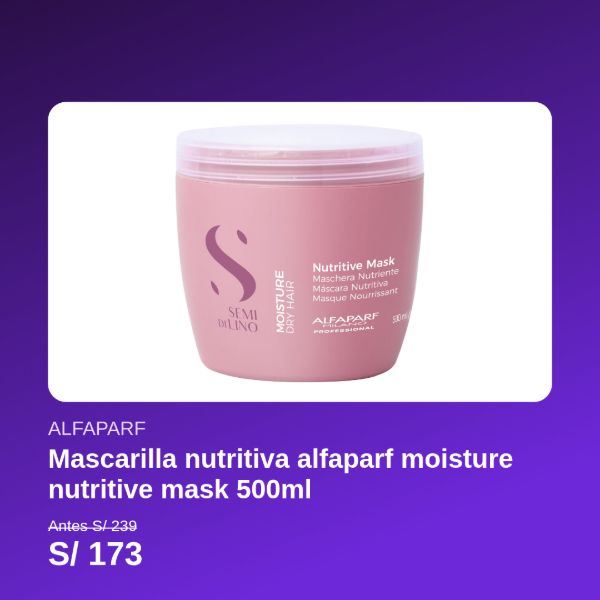 SEMI
DI LINO
MOISTURE
DRY HAIR
Nutritive Mask
Maschera Nutriente
Máscara Nutritiva
Masque Nourrissant
ALFAPARF
MILANO
PROFESSIONAL
500 ml
ALFAPARF
Mascarilla nutritiva alfaparf moisture
nutritive mask 500ml
Antes S/ 239
S/ 173